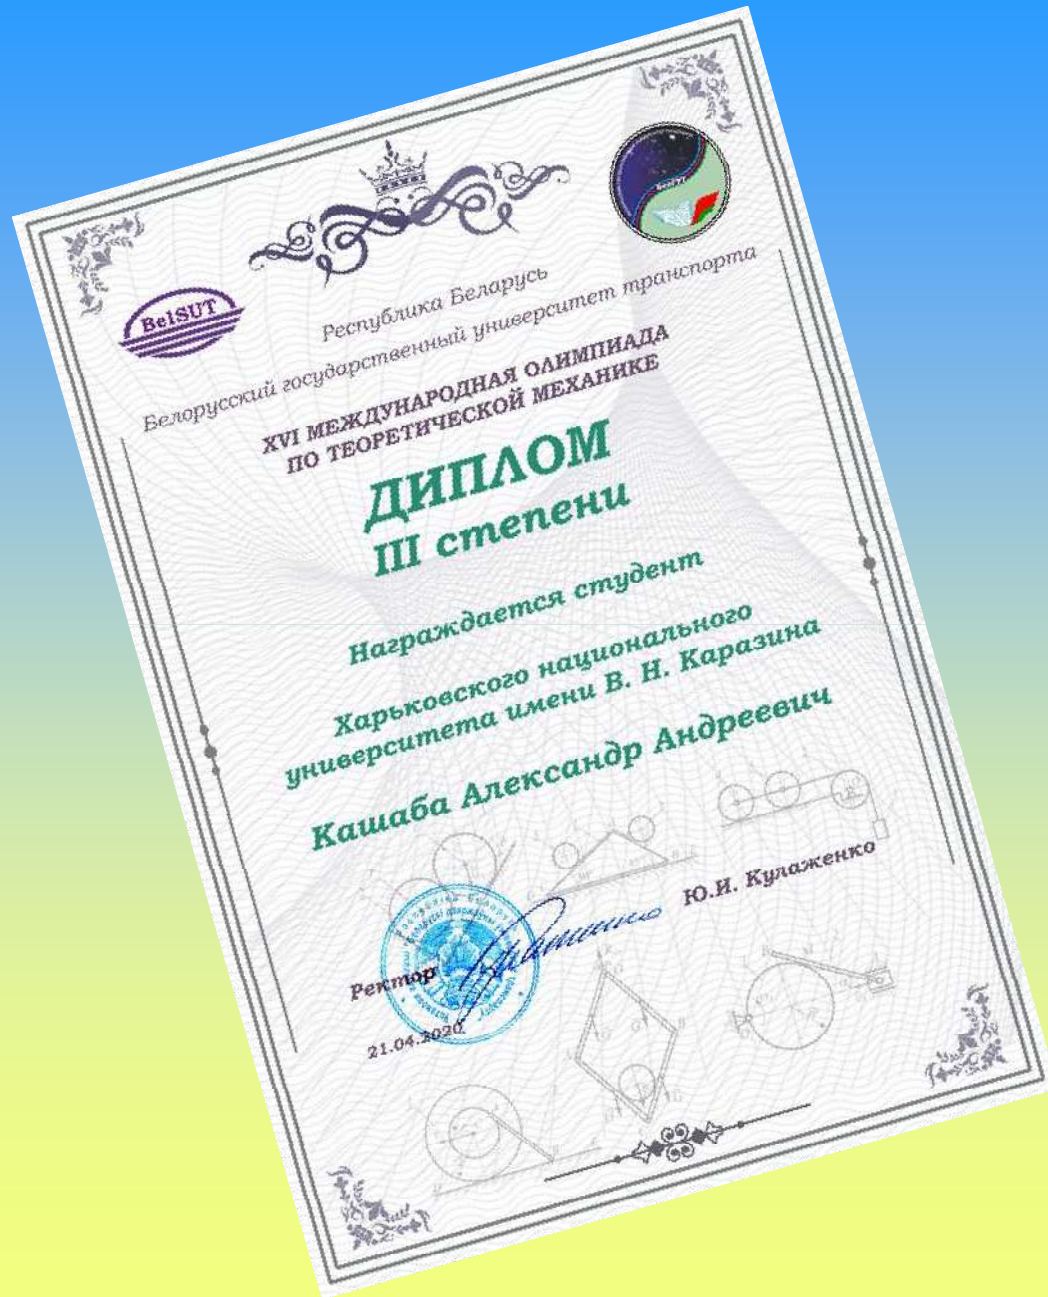 BelSUT
BelSUT
Республика Беларусь
Белорусский государственный университет транспорта
XVI МЕЖДУНАРОДНАЯ ОЛИМПИАДА
ПО ТЕОРЕТИЧЕСКОЙ МЕХАНИКЕ
ДИПЛОМ
III степени
Награждается студент
Харьковского национального
университета имени В. Н. Каразина
Кашаба Александр Андреевич
Ректор
Ю.И. Кулаженко
21.04.2020